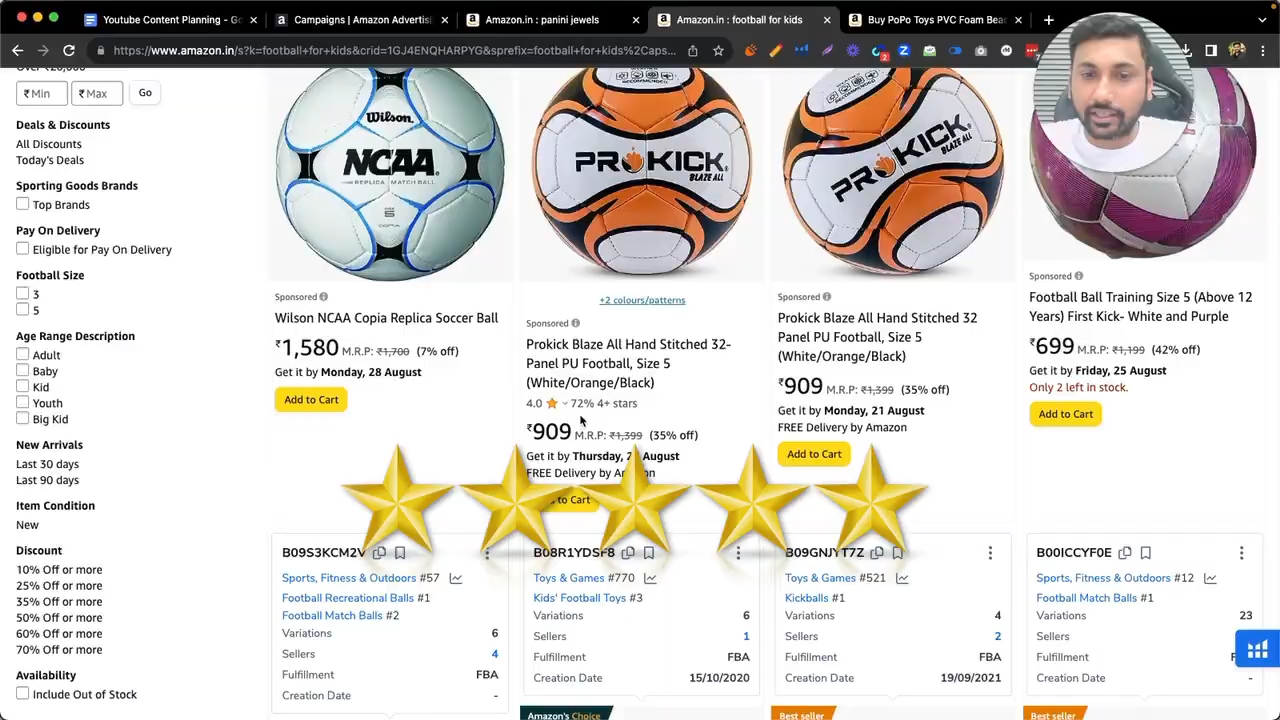 Youtube Content Planning - Go
Campaigns | Amazon Advertisi
Amazon.in : panini jewels
Amazon.in : football for kids
Buy PoPo Toys PVC Foam Bea
https://www.amazon.in/s?k=football+for+kids&crid=1GJ4ENQHARPYG&sprefix=football+for+kids%2Caps...
₹ Min
₹ Max
Go
Deals & Discounts
All Discounts
Today's Deals
Sporting Goods Brands
Top Brands
Pay On Delivery
Eligible for Pay On Delivery
Football Size
3
5
Age Range Description
Adult
Baby
Kid
Youth
Big Kid
New Arrivals
Last 30 days
Last 90 days
Item Condition
New
Discount
10% Off or more
25% Off or more
35% Off or more
50% Off or more
60% Off or more
70% Off or more
Availability
Include Out of Stock
Wilson.
NCAA
REPLICA MATCH BALL
Sponsored
Wilson NCAA Copia Replica Soccer Ball
₹1,580 M.R.P: ₹1,700 (7% off)
Get it by Monday, 28 August
Add to Cart
B09S3KCM2V
Sports, Fitness & Outdoors #57
Football Recreational Balls #1
Football Match Balls #2
Variations 6
Sellers 4
Fulfillment FBA
Creation Date -
RECOMMENDED
PROKICK
BLAZE ALL
+2 colours/patterns
Sponsored
Prokick Blaze All Hand Stitched 32-
Panel PU Football, Size 5
(White/Orange/Black)
4.0 72% 4+ stars
₹909 M.R.P: ₹1,399 (35% off)
Get it by Thursday, August
FREE Delivery by
to Cart
B08R1YDSF8
Toys & Games #770
Kids' Football Toys #3
Variations 6
Sellers 1
Fulfillment FBA
Creation Date 15/10/2020
Amazon's Choice
RECOMMENDED
PROKICK
BLAZE ALL
Sponsored
Prokick Blaze All Hand Stitched 32
Panel PU Football, Size 5
(White/Orange/Black)
₹909 M.R.P: ₹1,399 (35% off)
Get it by Monday, 21 August
FREE Delivery by Amazon
Add to Cart
B09GNJYT7Z
Toys & Games #521
Kickballs #1
Variations 4
Sellers 2
Fulfillment FBA
Creation Date 19/09/2021
Best seller
Sponsored
Football Ball Training Size 5 (Above 12
Years) First Kick- White and Purple
₹699 M.R.P: ₹1,199 (42% off)
Get it by Friday, 25 August
Only 2 left in stock.
Add to Cart
B00ICCYF0E
Sports, Fitness & Outdoors #12
Football Match Balls #1
Variations 23
Sellers
Fulfillment
Creation Date -
Best seller